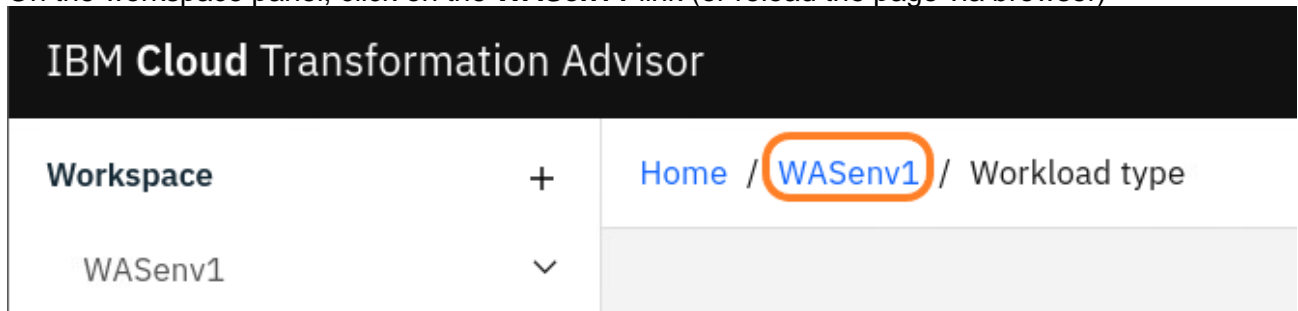 On the workspace panel, click on the WASenv1 link (or reload the page via browser)
IBM Cloud Transformation Advisor
Workspace +
Home / WASenv1 / Workload type
WASenv1